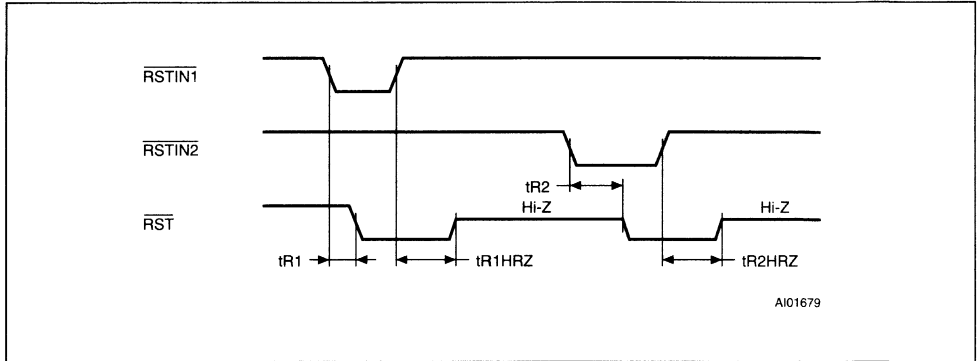 RSTIN1
RSTIN2
tR2
Hi-Z
Hi-Z
RST
tR1
tR1HRZ
tR2HRZ
AI01679